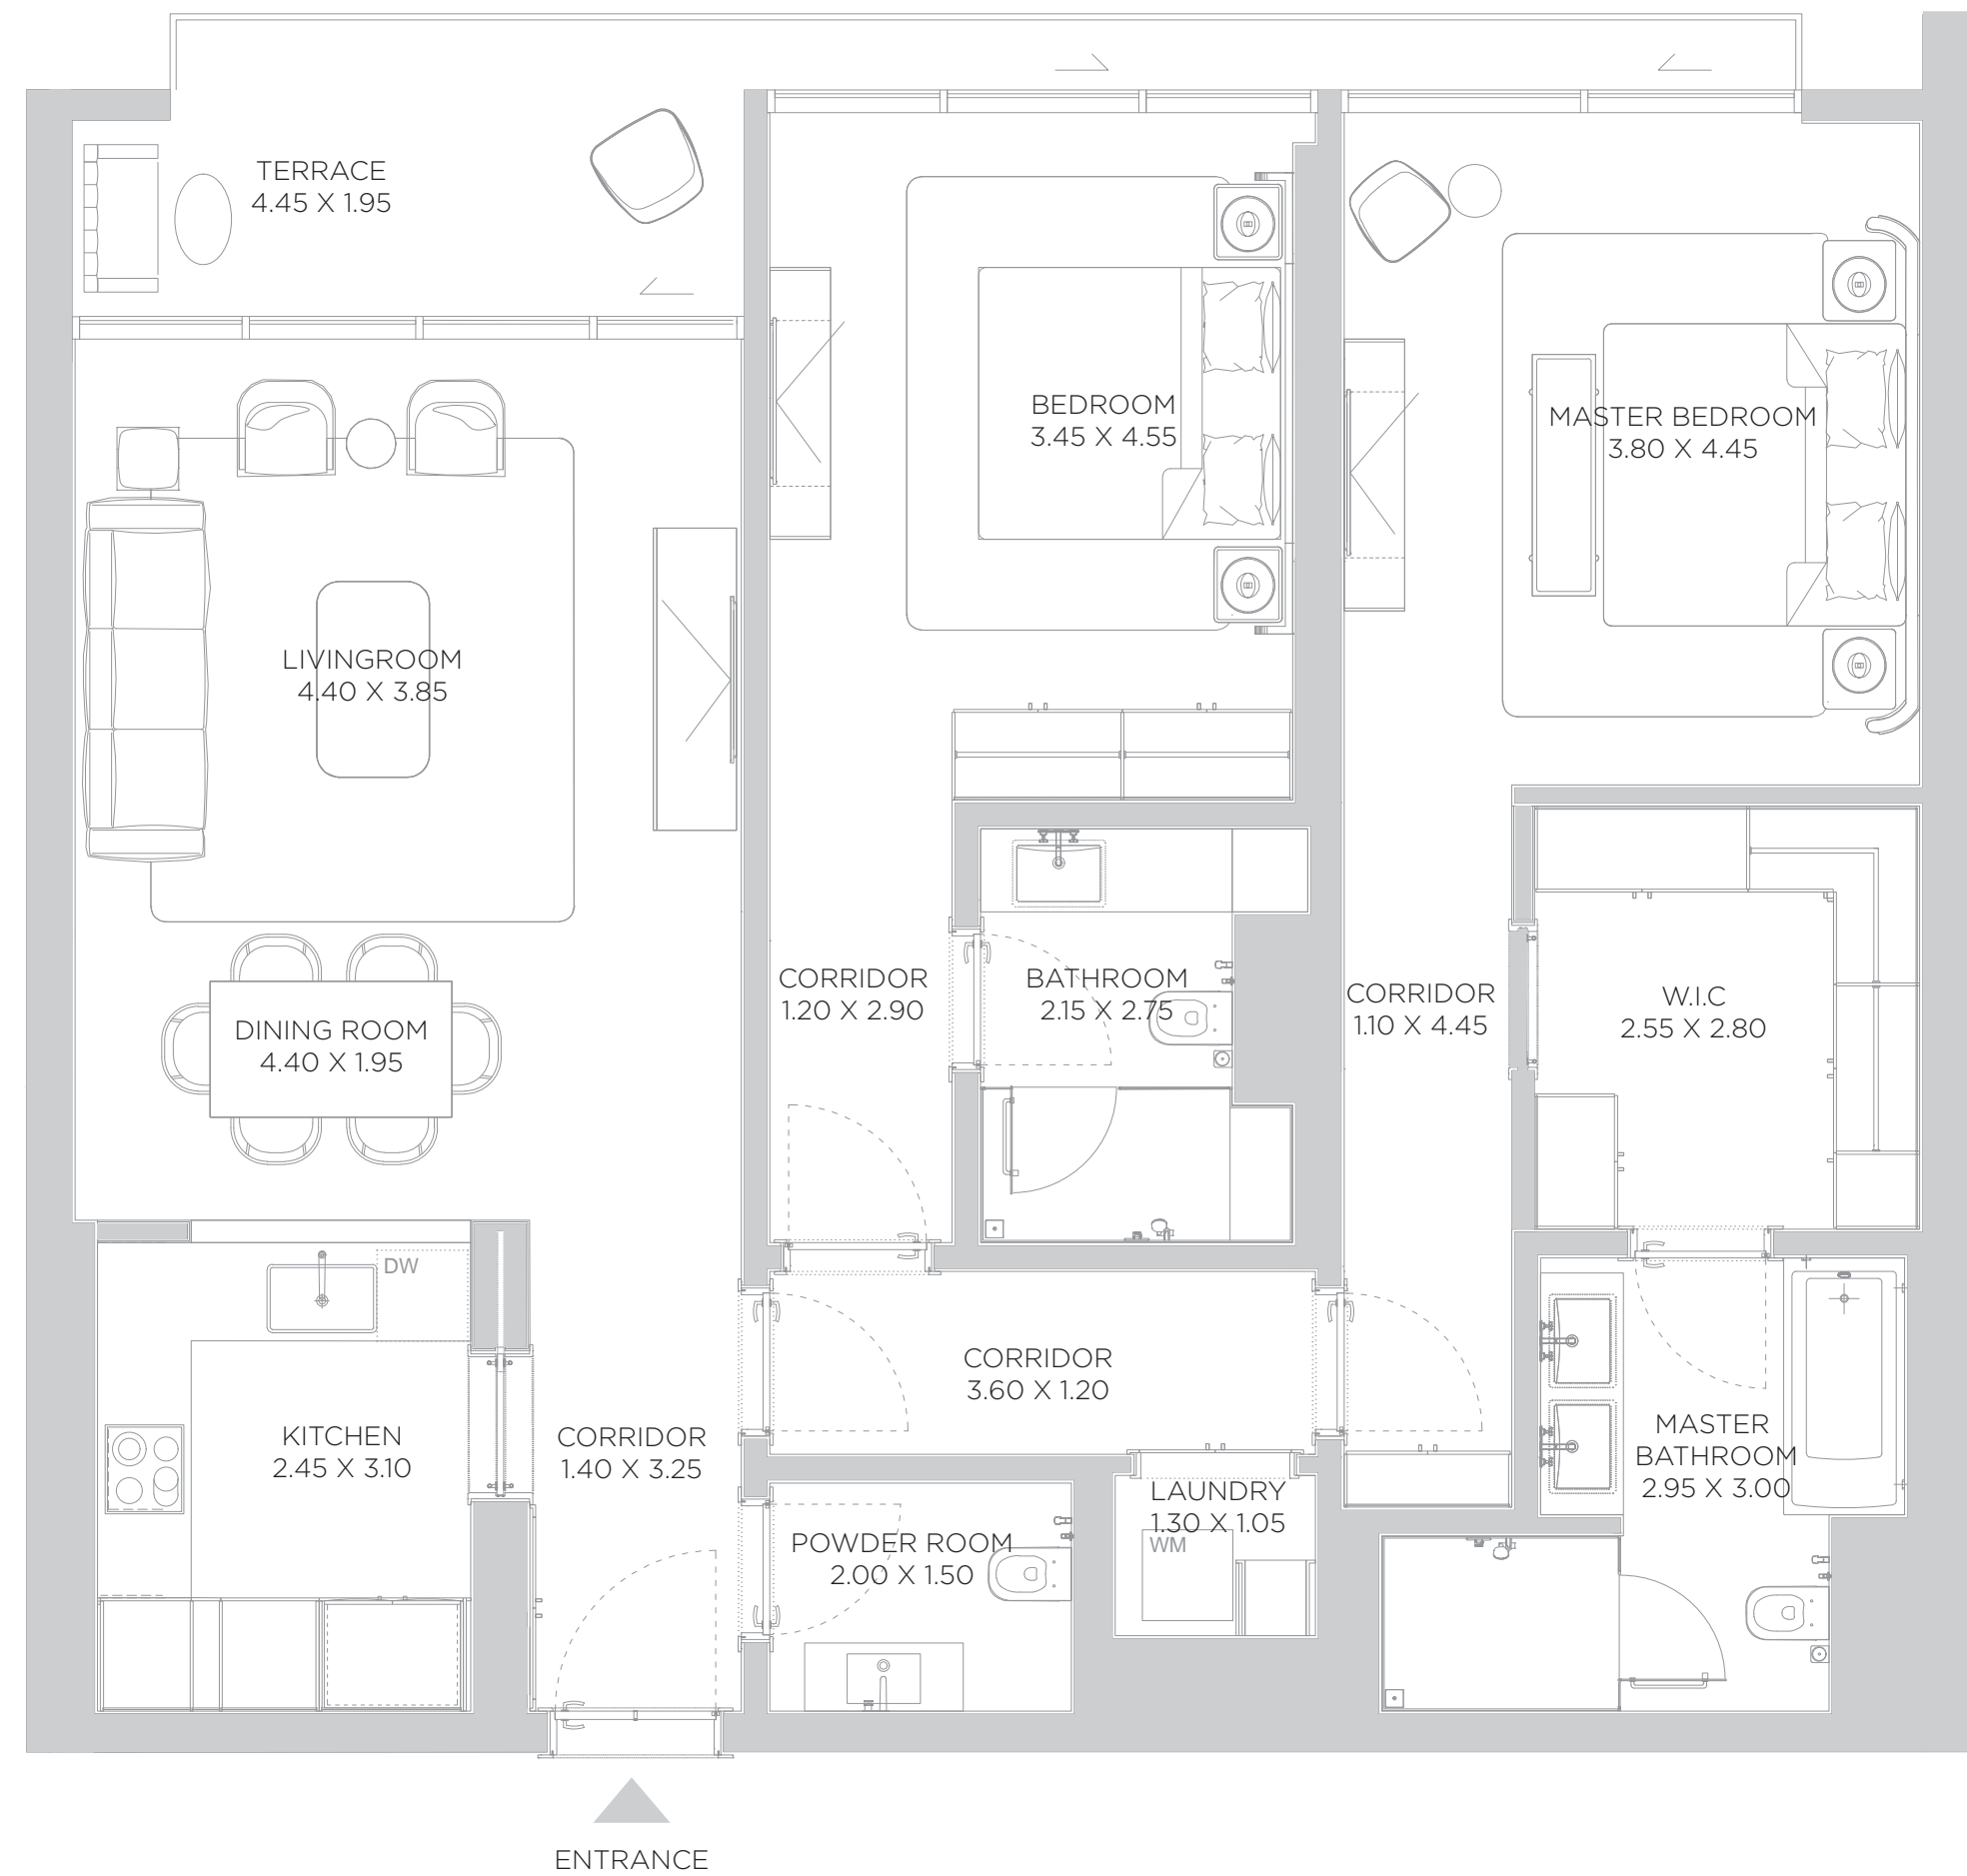 TERRACE
4.45 X 1.95
BEDROOM
3.45 X 4.55
MASTER BEDROOM
3.80 X 4.45
LIVINGROOM
4.40 X 3.85
DINING ROOM
4.40 X 1.95
CORRIDOR
1.20 X 2.90
BATHROOM
2.15 X 2.75
CORRIDOR
1.10 X 4.45
W.I.C
2.55 X 2.80
DW
KITCHEN
2.45 X 3.10
CORRIDOR
1.40 X 3.25
CORRIDOR
3.60 X 1.20
MASTER
BATHROOM
2.95 X 3.00
POWDER ROOM
2.00 X 1.50
LAUNDRY
1.30 X 1.05
WM
ENTRANCE